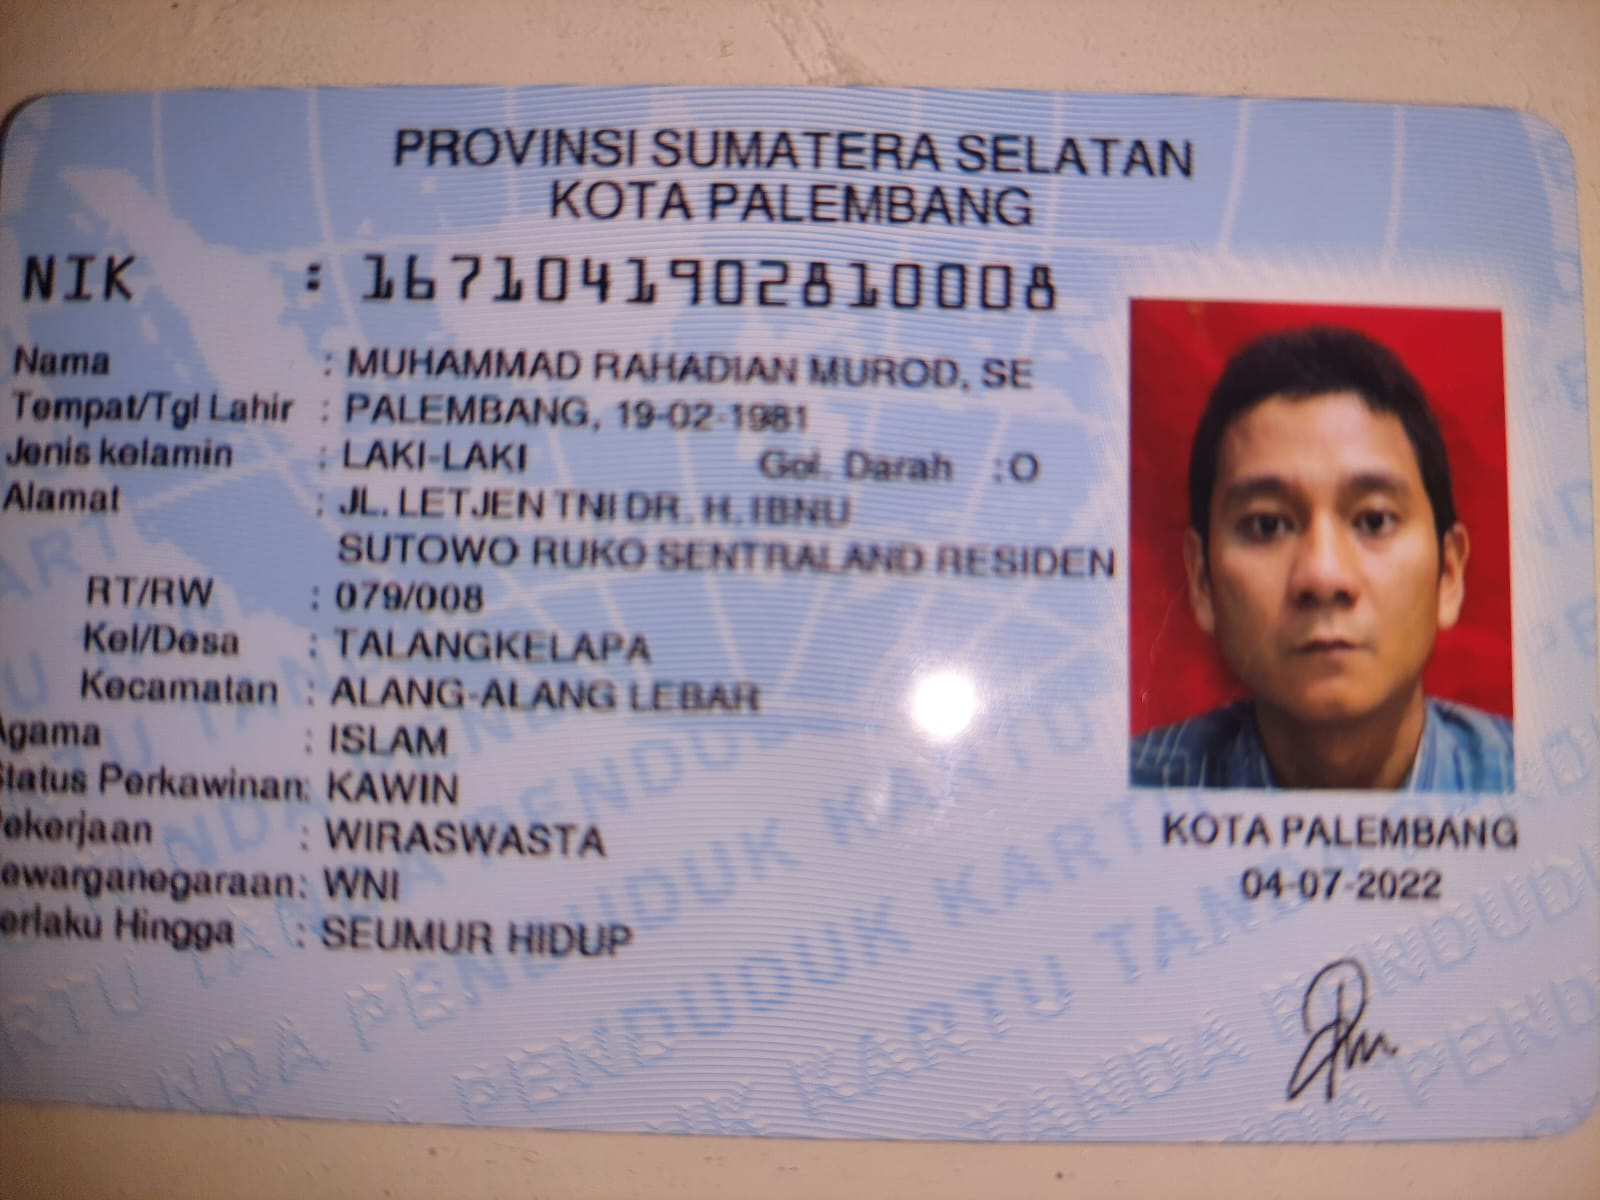 PROVINSI SUMATERA SELATAN
KOTA PALEMBANG
NIK : 1671041902810008
Nama : MUHAMMAD RAHADIAN MUROD, SE
Tempat/Tgl Lahir : PALEMBANG, 19-02-1981
Jenis kelamin : LAKI-LAKI Gol. Darah : O
Alamat : JL. LETJEN TNI DR. H. IBNU
SUTOWO RUKO SENTRALAND RESIDEN
RT/RW : 079/008
Kel/Desa : TALANGKELAPA
Kecamatan : ALANG-ALANG LEBAR
Agama : ISLAM
Status Perkawinan: KAWIN
ekerjaan : WIRASWASTA
ewarganegaraan: WNI
erlaku Hingga : SEUMUR HIDUP
KOTA PALEMBANG
04-07-2022